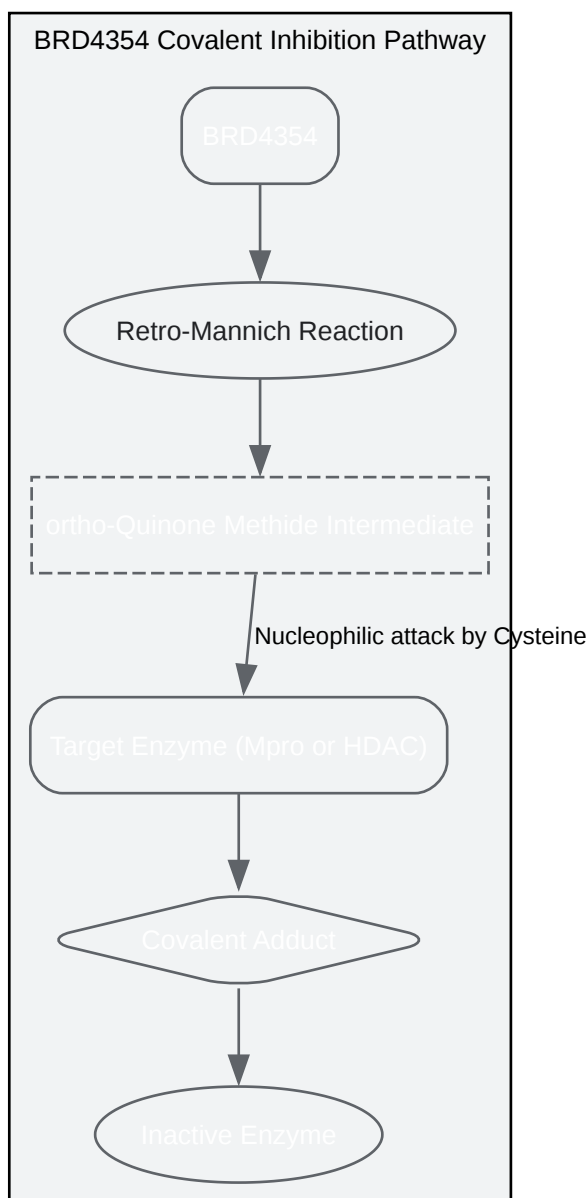 BRD4354 Covalent Inhibition Pathway
BRD4354
Retro-Mannich Reaction
ortho-Quinone Methide Intermediate
Nucleophilic attack by Cysteine
Target Enzyme (Mpro or HDAC)
Covalent Adduct
Inactive Enzyme